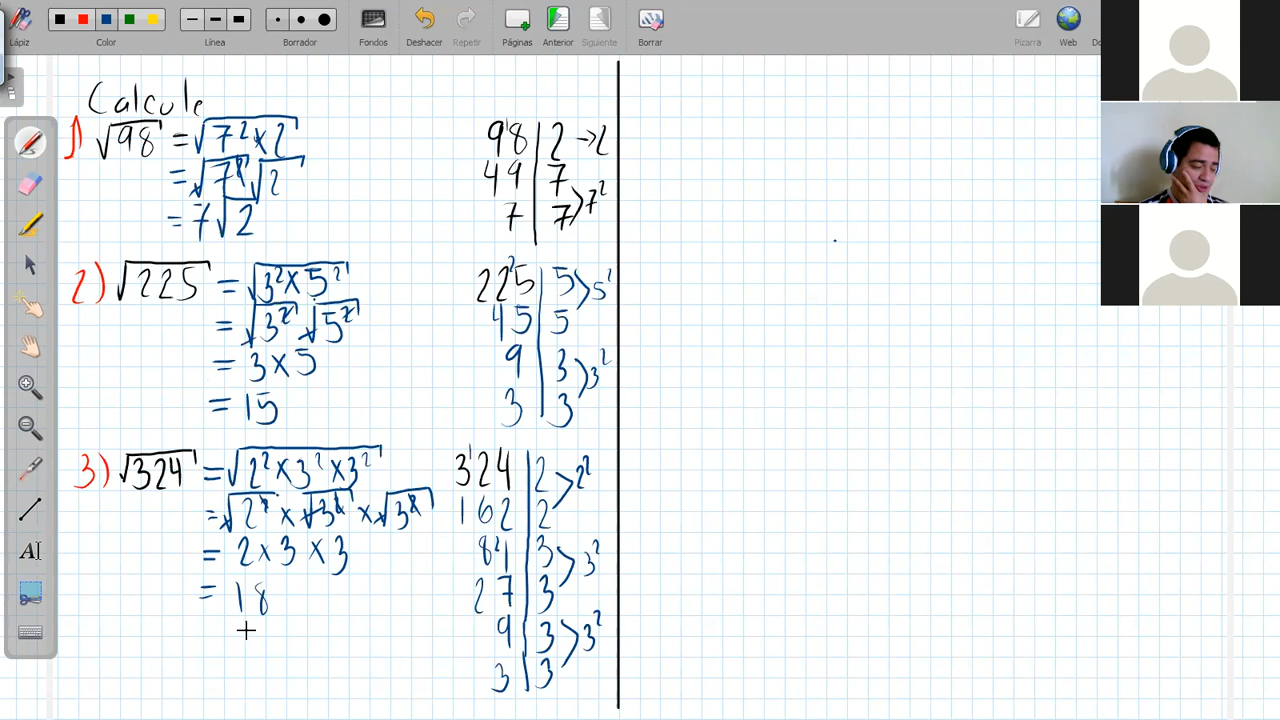 Lápiz Color Línea Borrador Fondos Deshacer Repetir Páginas Anterior Siguiente Borrar Pizarra Web
Calcule
1) √98 = √7² × 2
= √7² √2
= 7√2
98 | 2 → 2
49 | 7
7 | 7 > 7²
2) √225 = √3² × 5²
= √3² √5²
= 3 × 5
= 15
225 | 5 > 5²
45 | 5
9 | 3 > 3²
3 | 3
3) √324 = √2² × 3² × 3²
= √2² × √3² × √3²
= 2 × 3 × 3
= 18
324 | 2 > 2²
162 | 2
81 | 3 > 3²
27 | 3
9 | 3 > 3²
3 | 3